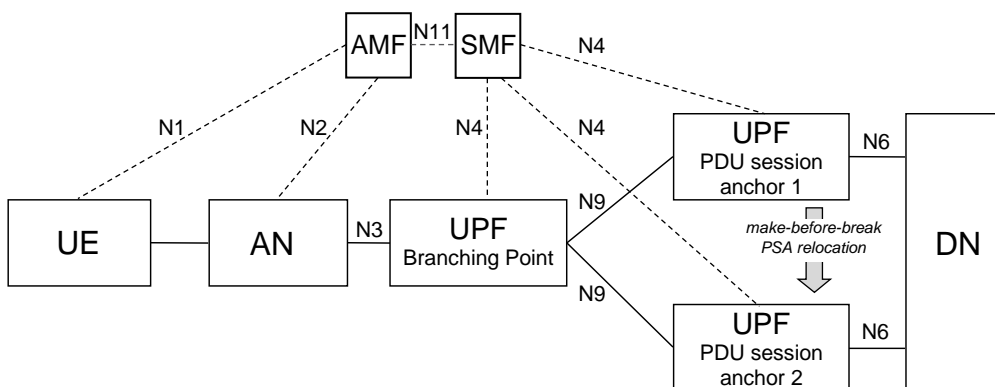 AMF
N11
SMF
N4
N1
N2
N4
N4
UPF
PDU session
anchor 1
N6
N9
make-before-break
PSA relocation
UE
AN
N3
UPF
Branching Point
DN
N9
UPF
PDU session
anchor 2
N6